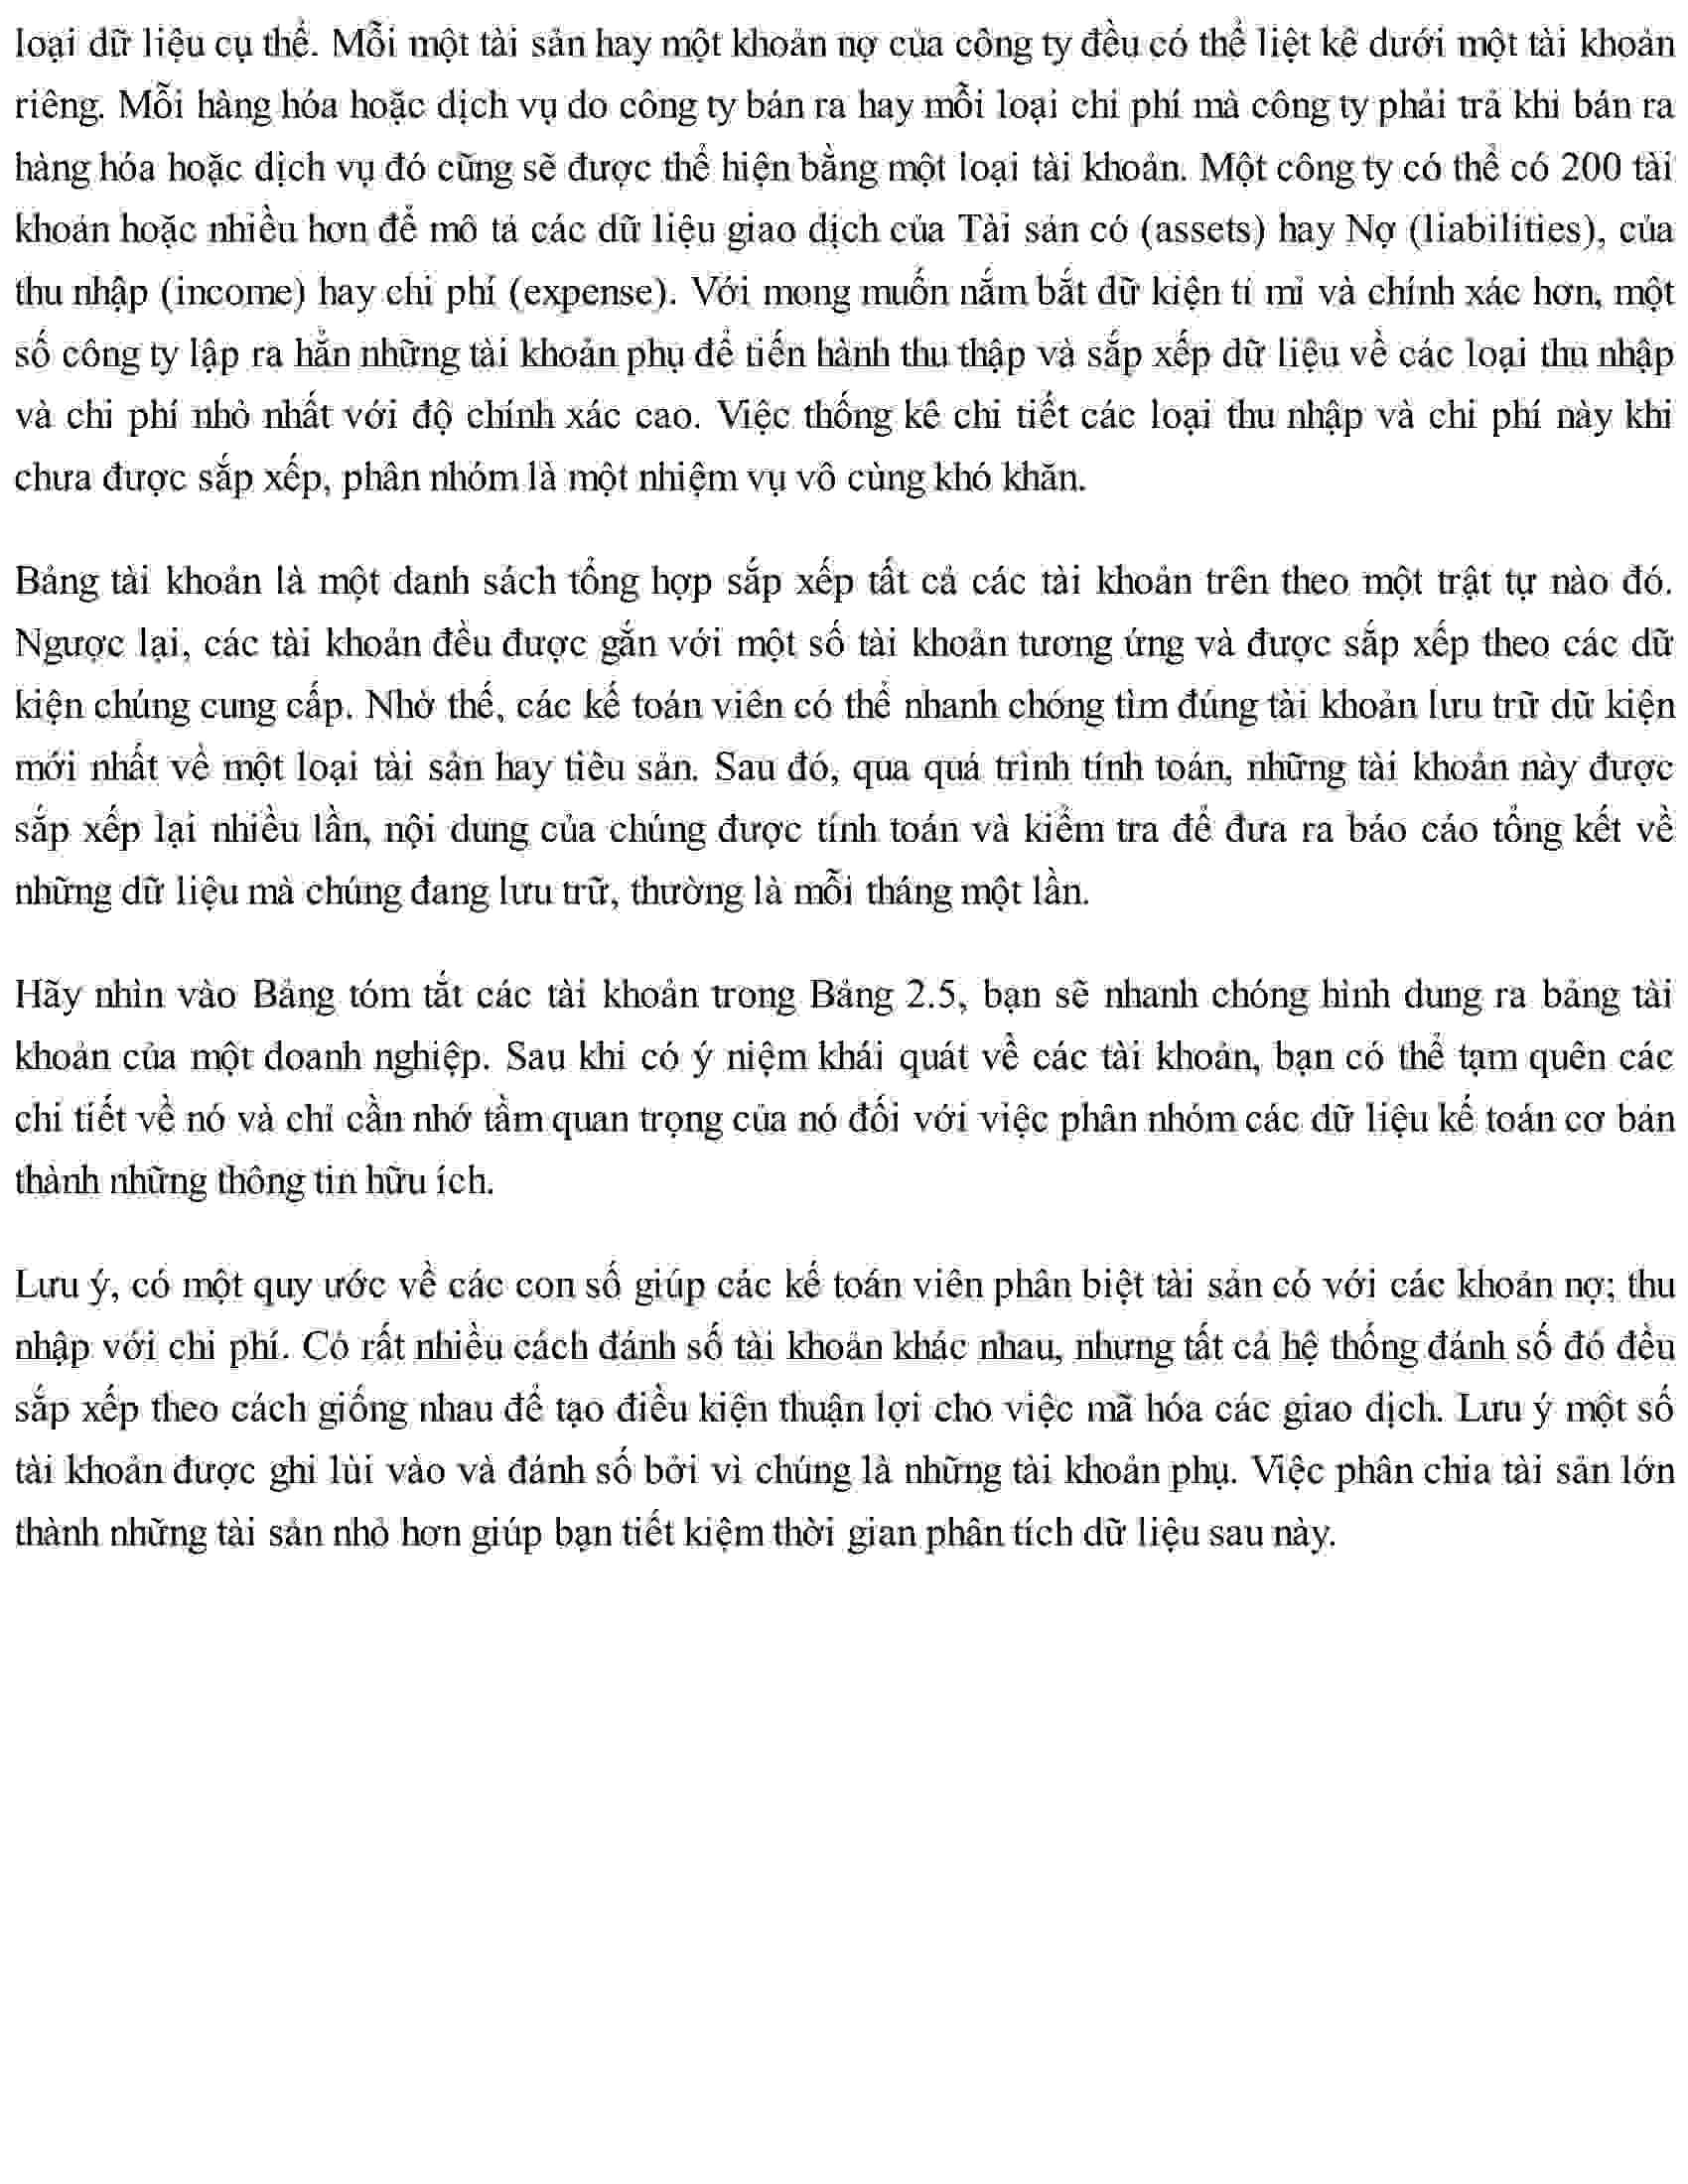 loại dữ liệu cụ thể. Mỗi một tài sản hay một khoản nợ của công ty đều có thể liệt kê dưới một tài khoản
riêng. Mỗi hàng hóa hoặc dịch vụ do công ty bán ra hay mỗi loại chi phí mà công ty phải trả khi bán ra
hàng hóa hoặc dịch vụ đó cũng sẽ được thể hiện bằng một loại tài khoản. Một công ty có thể có 200 tài
khoản hoặc nhiều hơn để mô tả các dữ liệu giao dịch của Tài sản có (assets) hay Nợ (liabilities), của
thu nhập (income) hay chi phí (expense). Với mong muốn nắm bắt dữ kiện tỉ mỉ và chính xác hơn, một
số công ty lập ra hẳn những tài khoản phụ để tiến hành thu thập và sắp xếp dữ liệu về các loại thu nhập
và chi phí nhỏ nhất với độ chính xác cao. Việc thống kê chi tiết các loại thu nhập và chi phí này khi
chưa được sắp xếp, phân nhóm là một nhiệm vụ vô cùng khó khăn.
Bảng tài khoản là một danh sách tổng hợp sắp xếp tất cả các tài khoản trên theo một trật tự nào đó.
Ngược lại, các tài khoản đều được gắn với một số tài khoản tương ứng và được sắp xếp theo các dữ
kiện chúng cung cấp. Nhờ thế, các kế toán viên có thể nhanh chóng tìm đúng tài khoản lưu trữ dữ kiện
mới nhất về một loại tài sản hay tiêu sản. Sau đó, qua quá trình tính toán, những tài khoản này được
sắp xếp lại nhiều lần, nội dung của chúng được tính toán và kiểm tra để đưa ra báo cáo tổng kết về
những dữ liệu mà chúng đang lưu trữ, thường là mỗi tháng một lần.
Hãy nhìn vào Bảng tóm tắt các tài khoản trong Bảng 2.5, bạn sẽ nhanh chóng hình dung ra bảng tài
khoản của một doanh nghiệp. Sau khi có ý niệm khái quát về các tài khoản, bạn có thể tạm quên các
chi tiết về nó và chỉ cần nhớ tầm quan trọng của nó đối với việc phân nhóm các dữ liệu kế toán cơ bản
thành những thông tin hữu ích.
Lưu ý, có một quy ước về các con số giúp các kế toán viên phân biệt tài sản có với các khoản nợ; thu
nhập với chi phí. Có rất nhiều cách đánh số tài khoản khác nhau, nhưng tất cả hệ thống đánh số đó đều
sắp xếp theo cách giống nhau để tạo điều kiện thuận lợi cho việc mã hóa các giao dịch. Lưu ý một số
tài khoản được ghi lùi vào và đánh số bởi vì chúng là những tài khoản phụ. Việc phân chia tài sản lớn
thành những tài sản nhỏ hơn giúp bạn tiết kiệm thời gian phân tích dữ liệu sau này.